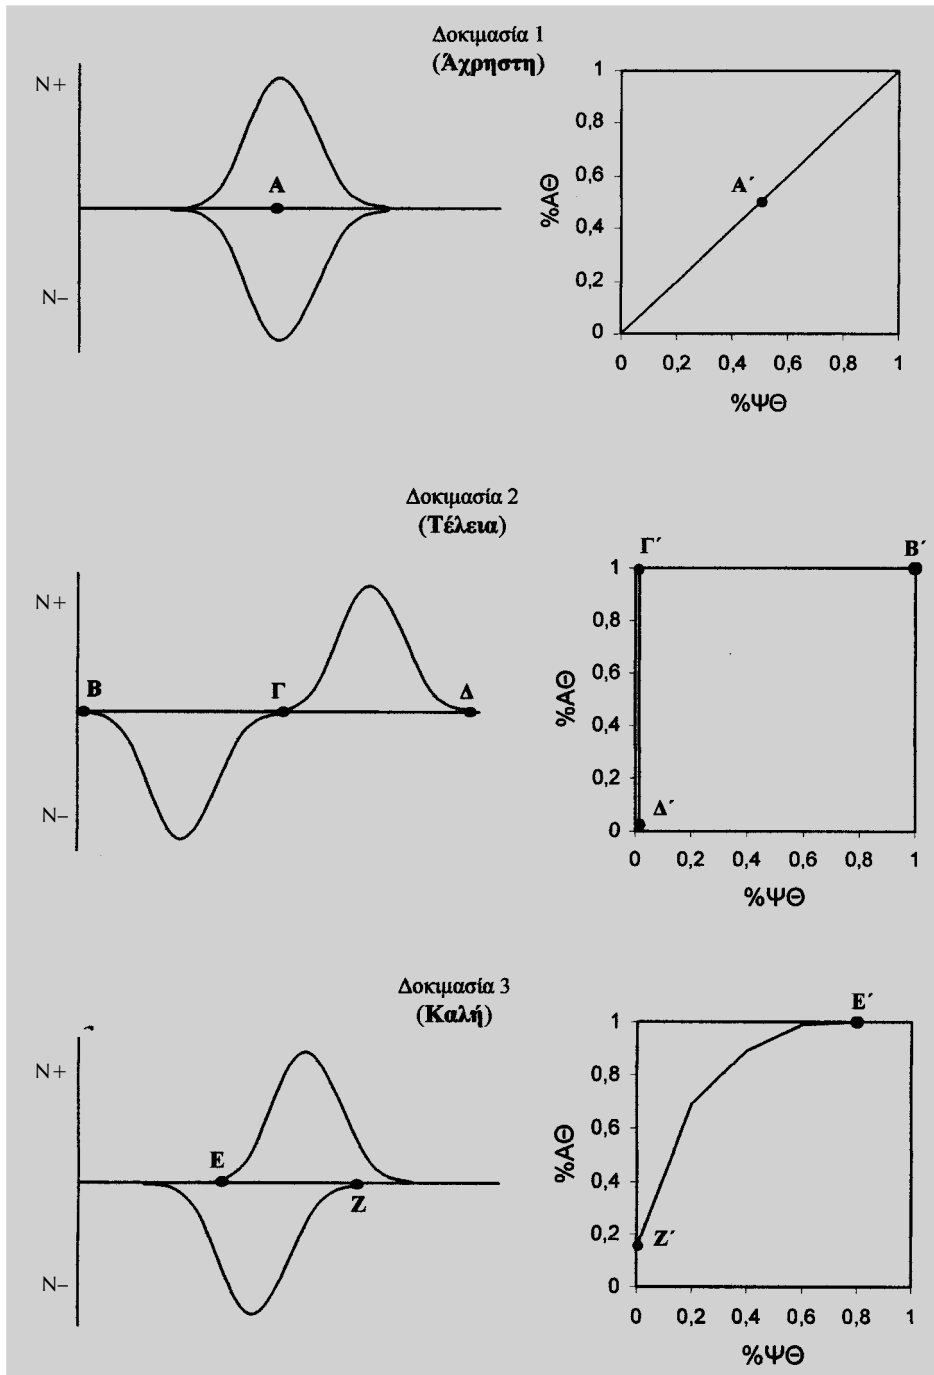 Δοκιμασία 1
(Άχρηστη)
N+
A
N–
1
0,8
0,6
0,4
0,2
0
%ΑΘ
A´
0 0,2 0,4 0,6 0,8 1
%ΨΘ
Δοκιμασία 2
(Τέλεια)
N+
B Γ Δ
N–
Γ´ B´
1
0,8
0,6
0,4
0,2
0
%ΑΘ
Δ´
0 0,2 0,4 0,6 0,8 1
%ΨΘ
Δοκιμασία 3
(Καλή)
N+
E
Z
N–
E´
1
0,8
0,6
0,4
0,2
0
%ΑΘ
Z´
0 0,2 0,4 0,6 0,8 1
%ΨΘ